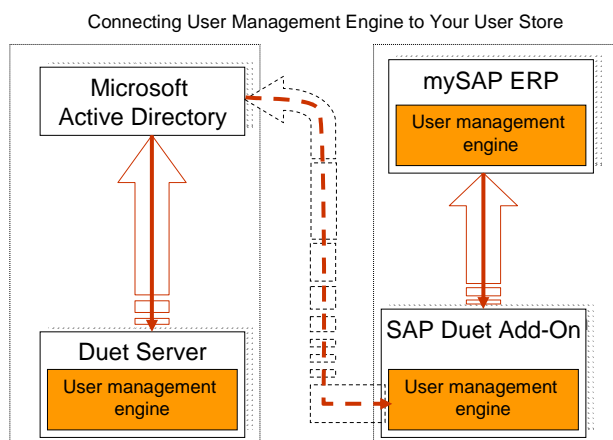 Connecting User Management Engine to Your User Store
Microsoft
Active Directory
mySAP ERP
User management
engine
Duet Server
User management
engine
SAP Duet Add-On
User management
engine